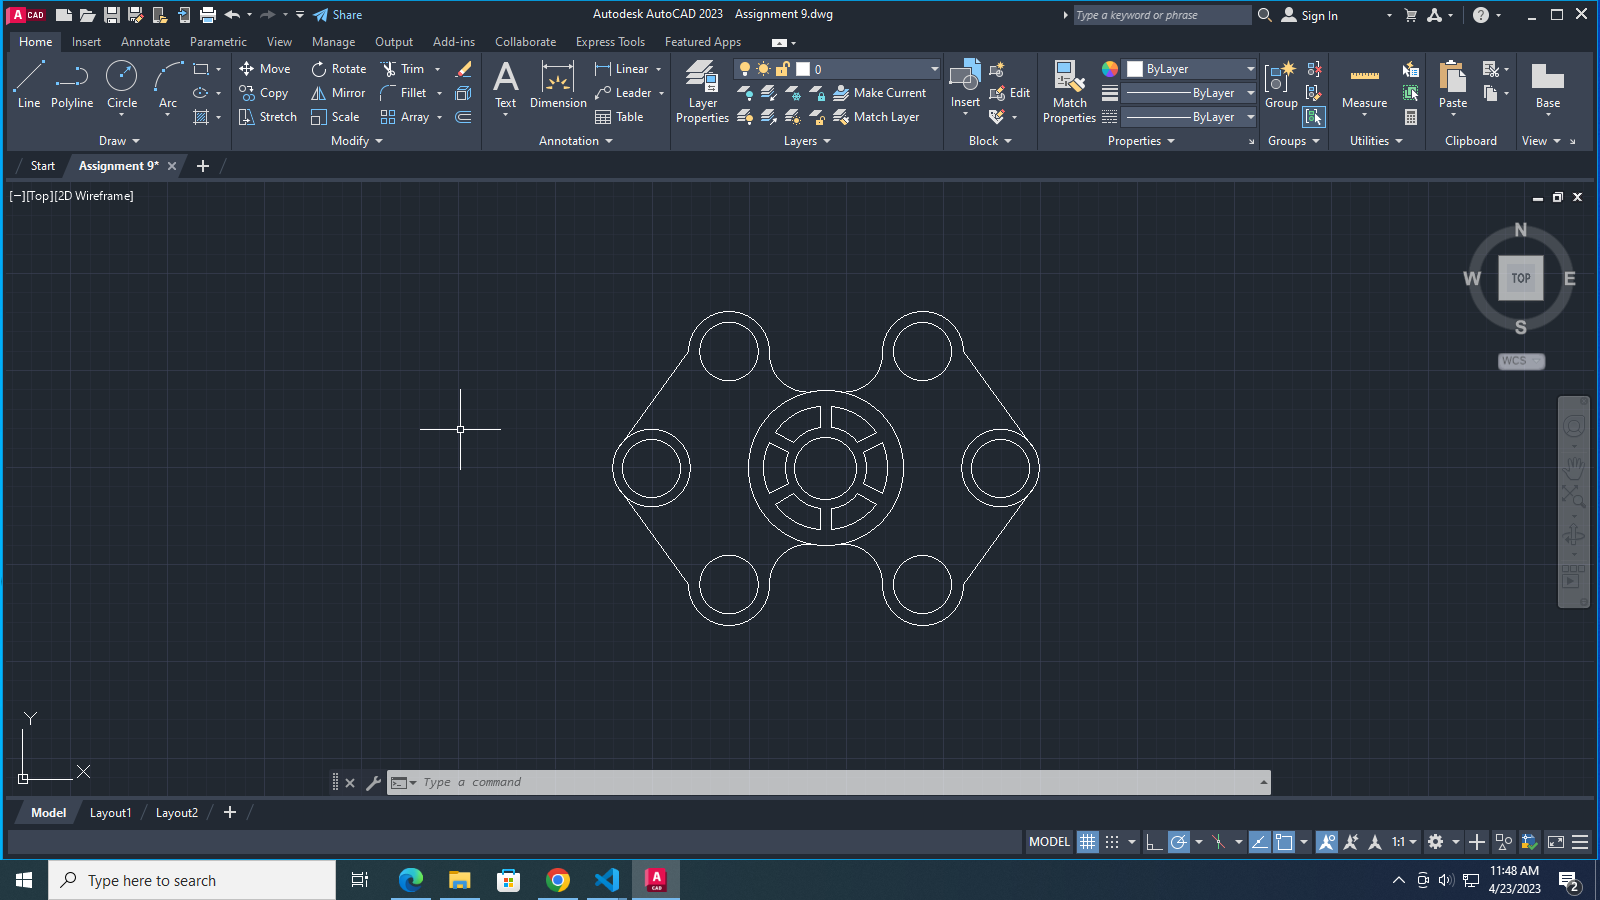 A CAD Share Autodesk AutoCAD 2023 Assignment 9.dwg Type a keyword or phrase Sign In
Home Insert Annotate Parametric View Manage Output Add-ins Collaborate Express Tools Featured Apps
Line Polyline Circle Arc
Draw
Move Rotate Trim
Copy Mirror Fillet
Stretch Scale Array
Modify
Text Dimension
Linear
Leader
Table
Annotation
Layer Properties
0
Make Current
Match Layer
Layers
Insert
Edit
Block
Match Properties
ByLayer
ByLayer
ByLayer
Properties
Group
Groups
Measure
Utilities
Paste
Clipboard
Base
View
Start Assignment 9*
[−][Top][2D Wireframe]
N
W TOP E
S
WCS
Y
X
Type a command
Model Layout1 Layout2
MODEL 1:1
Type here to search
A CAD
11:48 AM
4/23/2023
2